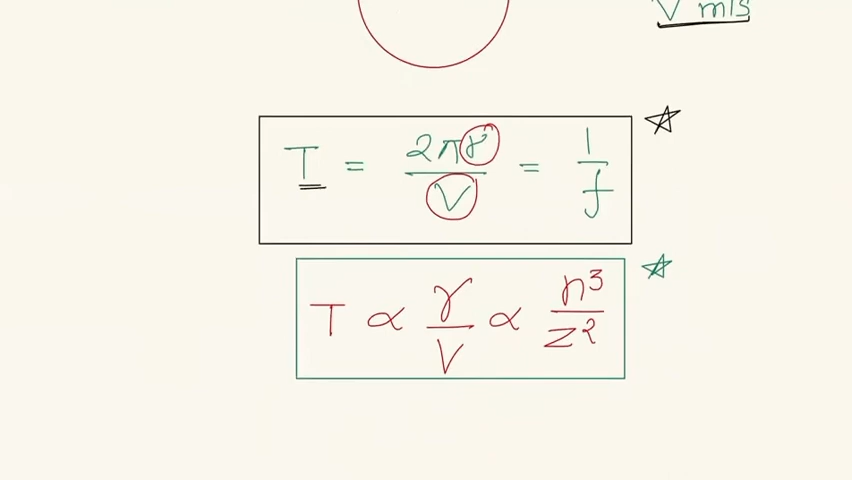 V m/s
T = 2πr/V = 1/f
T ∝ r/V ∝ n³/Z²